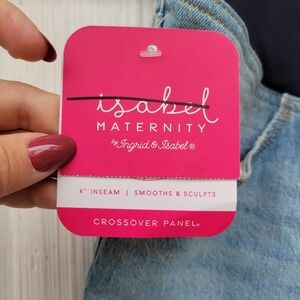 isabel
MATERNITY
by Ingrid & Isabel®
4" INSEAM | SMOOTHS & SCULPTS
CROSSOVER PANEL®